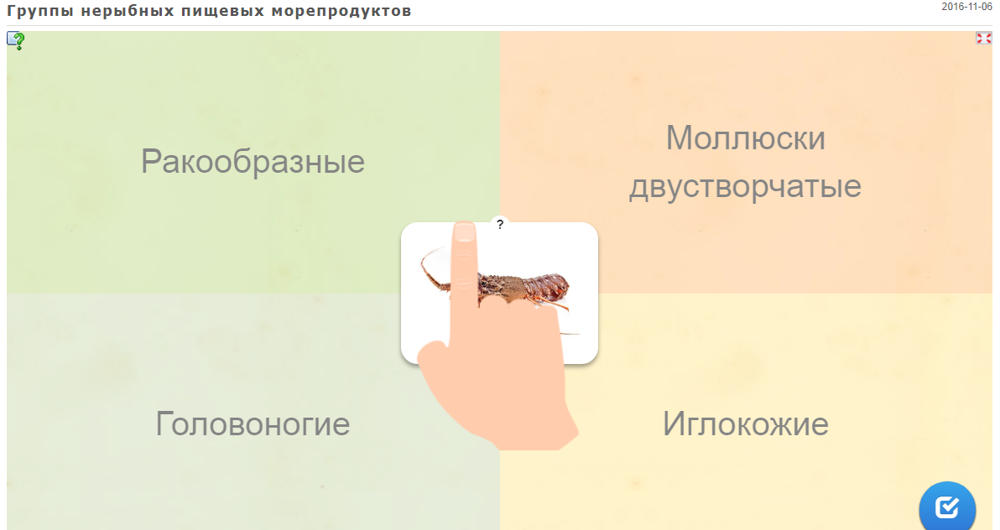 Группы нерыбных пищевых морепродуктов
2016-11-06
Ракообразные
Моллюски
двустворчатые
?
Головоногие
Иглокожие